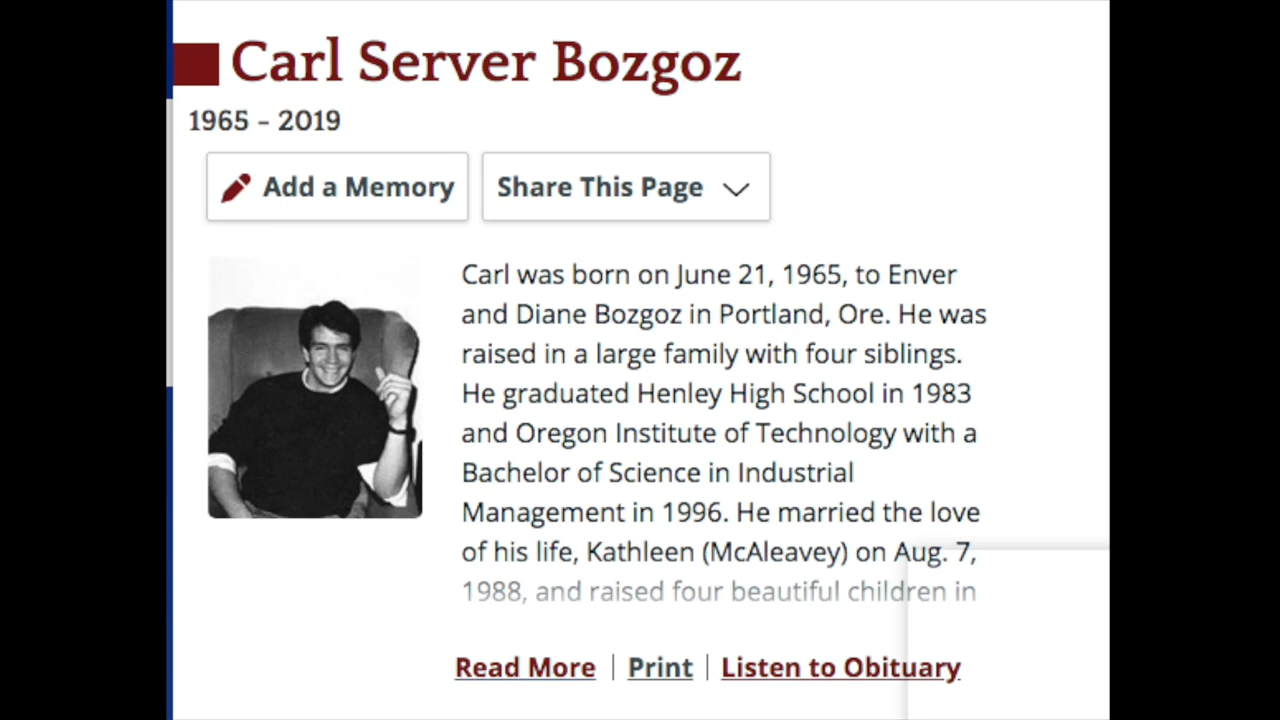 Carl Server Bozgoz
1965 – 2019
Add a Memory
Share This Page
Carl was born on June 21, 1965, to Enver
and Diane Bozgoz in Portland, Ore. He was
raised in a large family with four siblings.
He graduated Henley High School in 1983
and Oregon Institute of Technology with a
Bachelor of Science in Industrial
Management in 1996. He married the love
of his life, Kathleen (McAleavey) on Aug. 7,
1988, and raised four beautiful children in
Read More | Print | Listen to Obituary